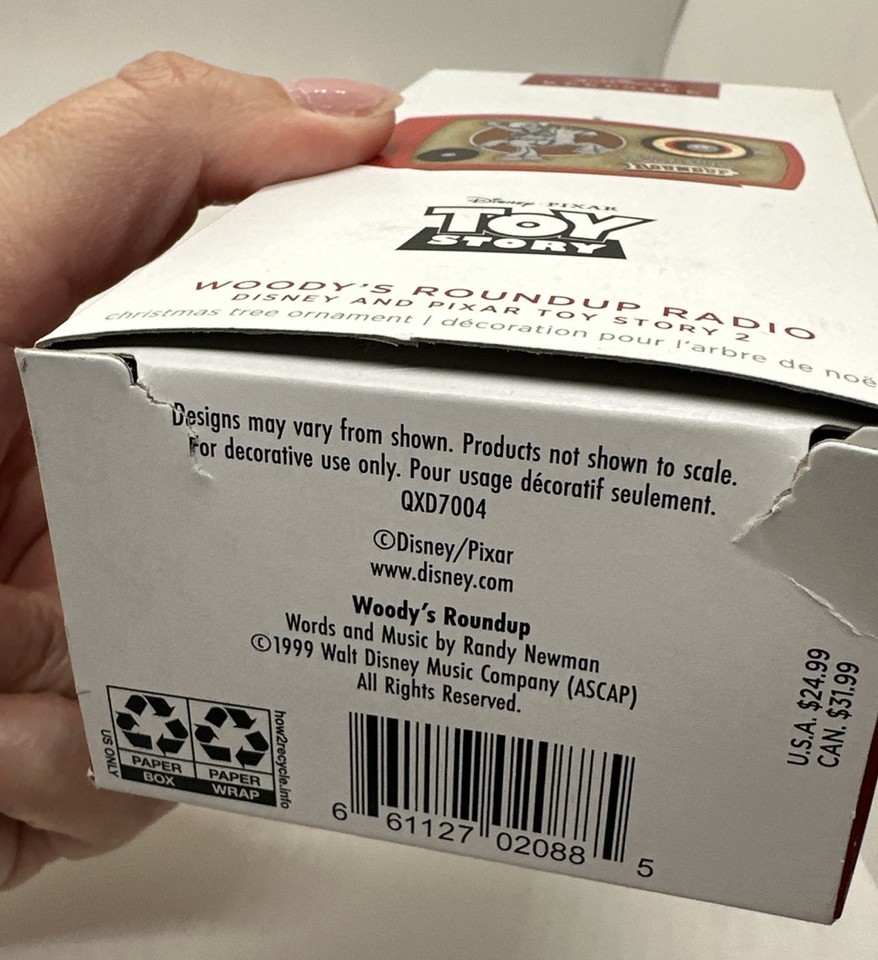 ROUNDUP
Disney · PIXAR
TOY
STORY
WOODY'S ROUNDUP RADIO
DISNEY AND PIXAR TOY STORY 2
christmas tree ornament | décoration pour l'arbre de noë
Designs may vary from shown. Products not shown to scale.
For decorative use only. Pour usage décoratif seulement.
QXD7004
©Disney/Pixar
www.disney.com
Woody's Roundup
Words and Music by Randy Newman
©1999 Walt Disney Music Company (ASCAP)
All Rights Reserved.
U.S.A. $24.99
CAN. $31.99
US ONLY
PAPER
BOX
PAPER
WRAP
how2recycle.info
6 61127 02088 5